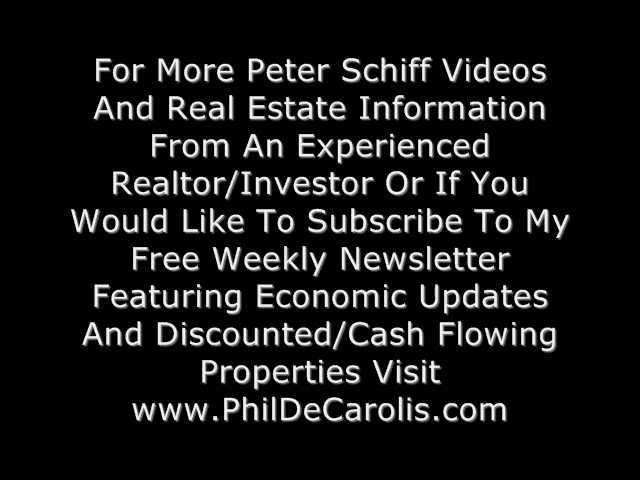 For More Peter Schiff Videos
And Real Estate Information
From An Experienced
Realtor/Investor Or If You
Would Like To Subscribe To My
Free Weekly Newsletter
Featuring Economic Updates
And Discounted/Cash Flowing
Properties Visit
www.PhilDeCarolis.com